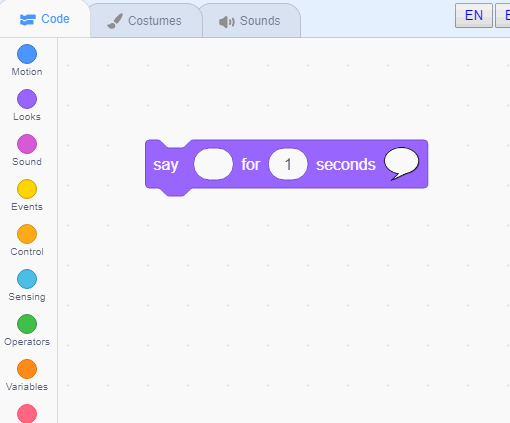 Code
Costumes
Sounds
EN
Motion
Looks
Sound
Events
Control
Sensing
Operators
Variables
say for 1 seconds